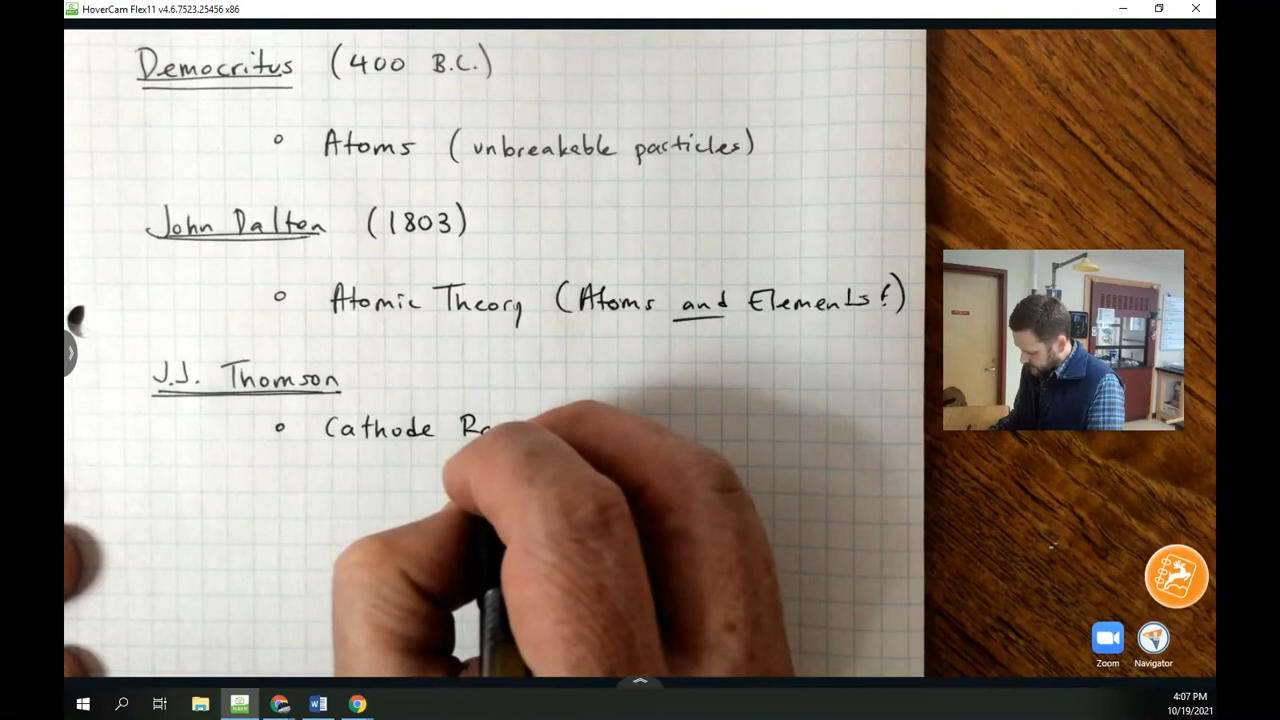 HoverCam Flex11 v4.6.7523.25456 x86
Democritus (400 B.C.)
Atoms (unbreakable particles)
John Dalton (1803)
Atomic Theory (Atoms and Elements!)
J.J. Thomson
Cathode Ra
Zoom
Navigator
4:07 PM
10/19/2021